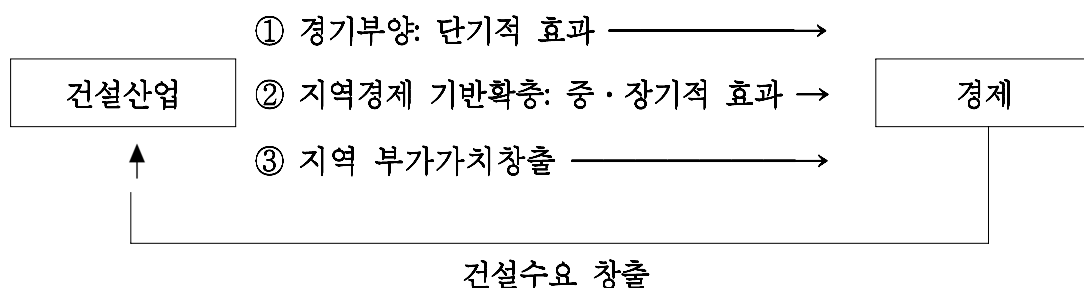 ① 경기부양: 단기적 효과
건설산업
② 지역경제 기반확충: 중·장기적 효과
경제
③ 지역 부가가치창출
건설수요 창출